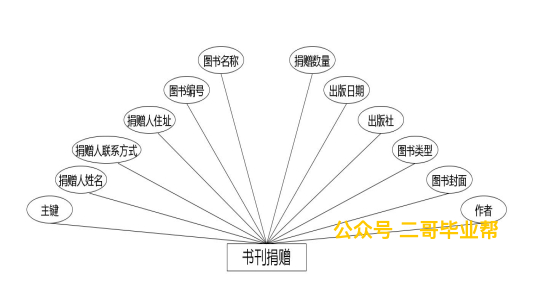 图书名称
捐赠数量
图书编号
出版日期
捐赠人住址
出版社
捐赠人联系方式
图书类型
捐赠人姓名
图书封面
主键
作者
公众号 二哥毕业帮
书刊捐赠